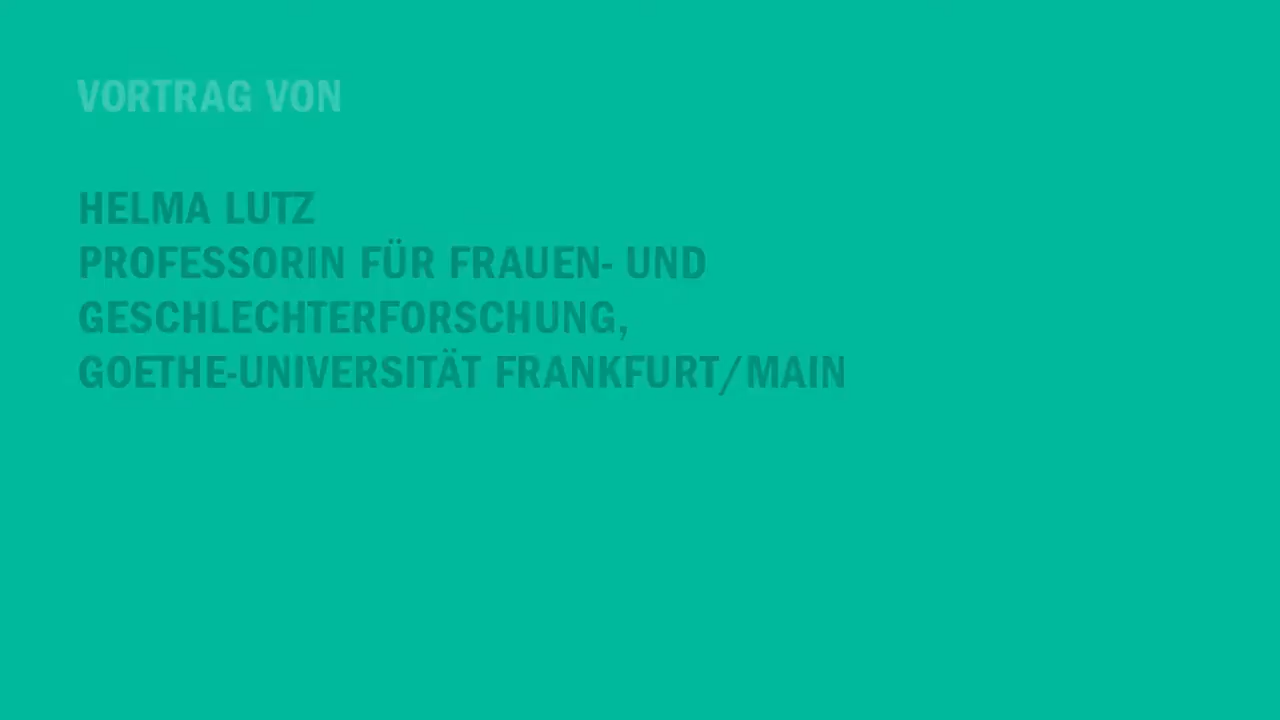 VORTRAG VON
HELMA LUTZ
PROFESSORIN FÜR FRAUEN- UND
GESCHLECHTERFORSCHUNG,
GOETHE-UNIVERSITÄT FRANKFURT/MAIN